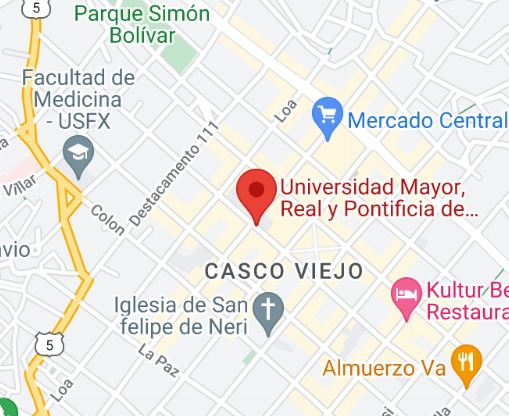 5
Parque Simón
Bolívar
Facultad de
Medicina
- USFX
Loa
Mercado Central
Destacamento 111
Villar
Colon
Universidad Mayor,
Real y Pontificia de...
CASCO VIEJO
Kultur Be
Restaura
Iglesia de San
felipe de Neri
5
La Paz
Almuerzo Va
Loa